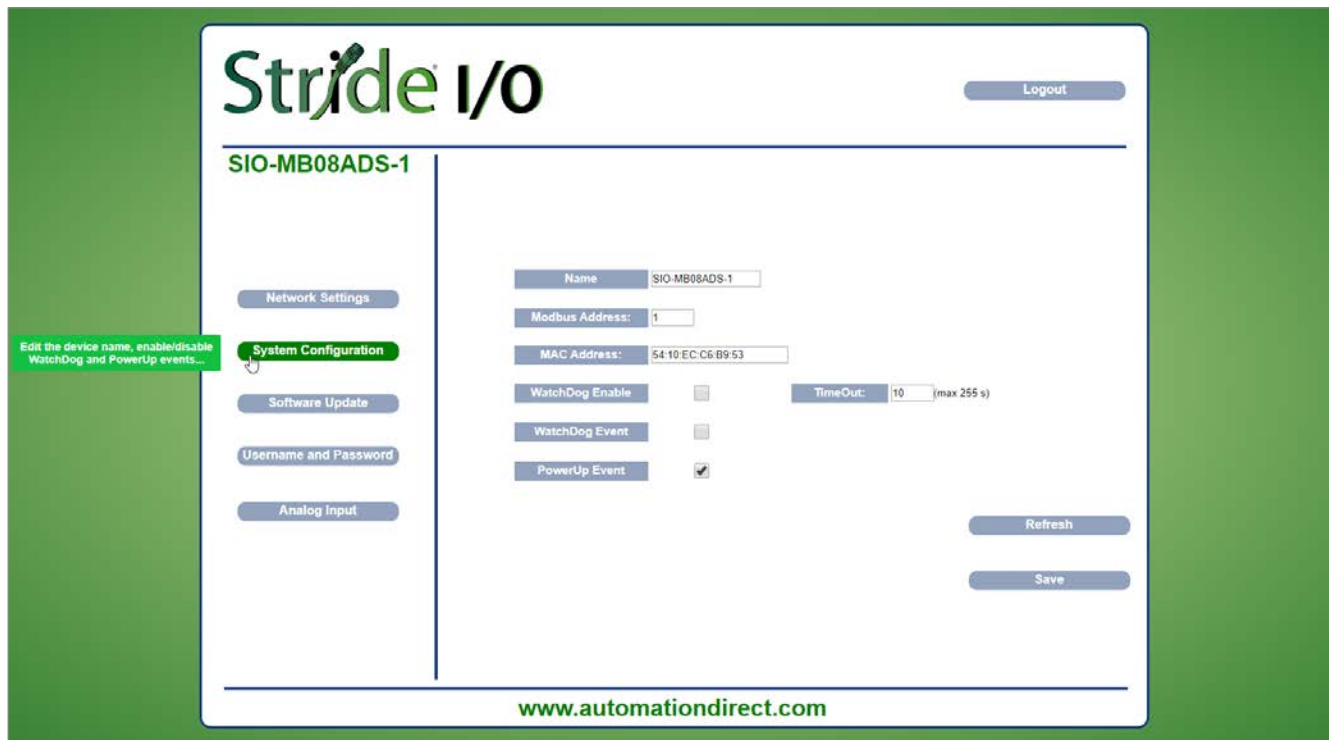 Stride I/O
Logout
SIO-MB08ADS-1
Network Settings
Edit the device name, enable/disable
WatchDog and PowerUp events...
System Configuration
Software Update
Username and Password
Analog Input
Name SIO-MB08ADS-1
Modbus Address: 1
MAC Address: 54:10:EC:C6:B9:53
WatchDog Enable TimeOut: 10 (max 255 s)
WatchDog Event
PowerUp Event
Refresh
Save
www.automationdirect.com